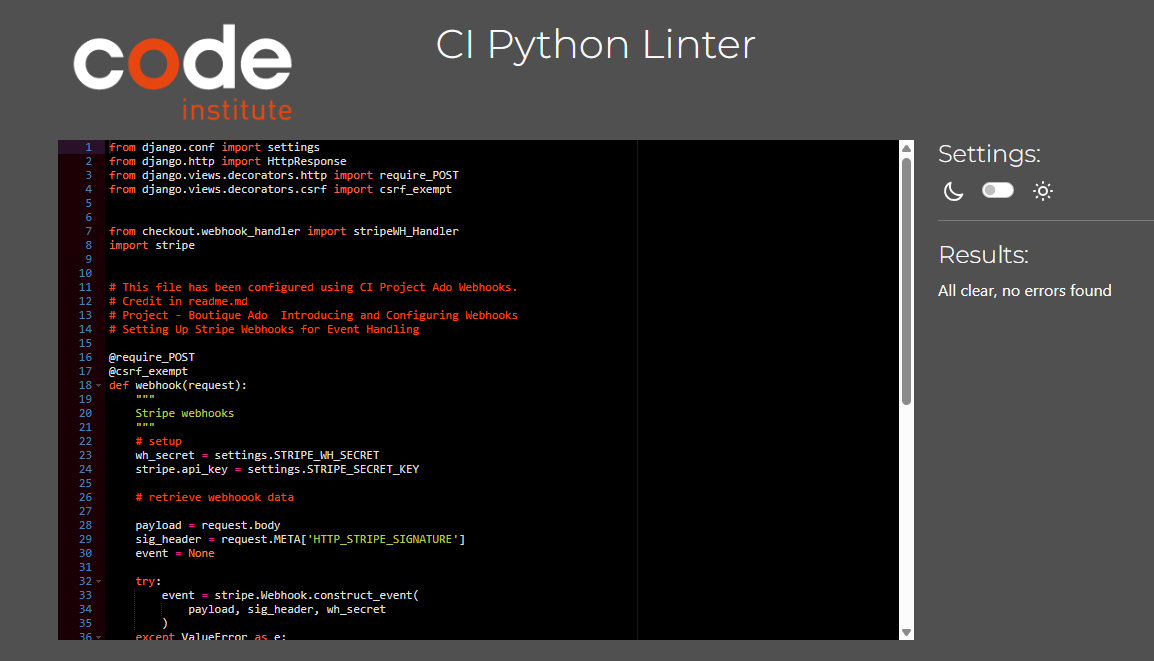 code
institute
CI Python Linter
1 from django.conf import settings
2 from django.http import HttpResponse
3 from django.views.decorators.http import require_POST
4 from django.views.decorators.csrf import csrf_exempt
5
6
7 from checkout.webhook_handler import stripeWH_Handler
8 import stripe
9
10
11 # This file has been configured using CI Project Ado Webhooks.
12 # Credit in readme.md
13 # Project - Boutique Ado  Introducing and Configuring Webhooks
14 # Setting Up Stripe Webhooks for Event Handling
15
16 @require_POST
17 @csrf_exempt
18 def webhook(request):
19     """
20     Stripe webhooks
21     """
22     # setup
23     wh_secret = settings.STRIPE_WH_SECRET
24     stripe.api_key = settings.STRIPE_SECRET_KEY
25
26     # retrieve webhoook data
27
28     payload = request.body
29     sig_header = request.META['HTTP_STRIPE_SIGNATURE']
30     event = None
31
32     try:
33         event = stripe.Webhook.construct_event(
34             payload, sig_header, wh_secret
35         )
36     except ValueError as e:
Settings:
Results:
All clear, no errors found